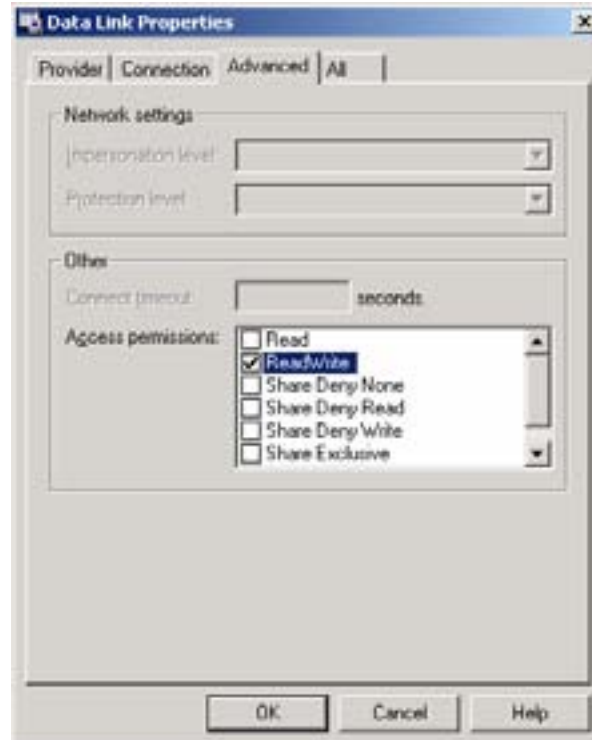 Data Link Properties
Provider Connection Advanced All
Network settings
Impersonation level
Protection level
Other
Connect timeout seconds.
Access permissions:
Read
ReadWrite
Share Deny None
Share Deny Read
Share Deny Write
Share Exclusive
OK Cancel Help